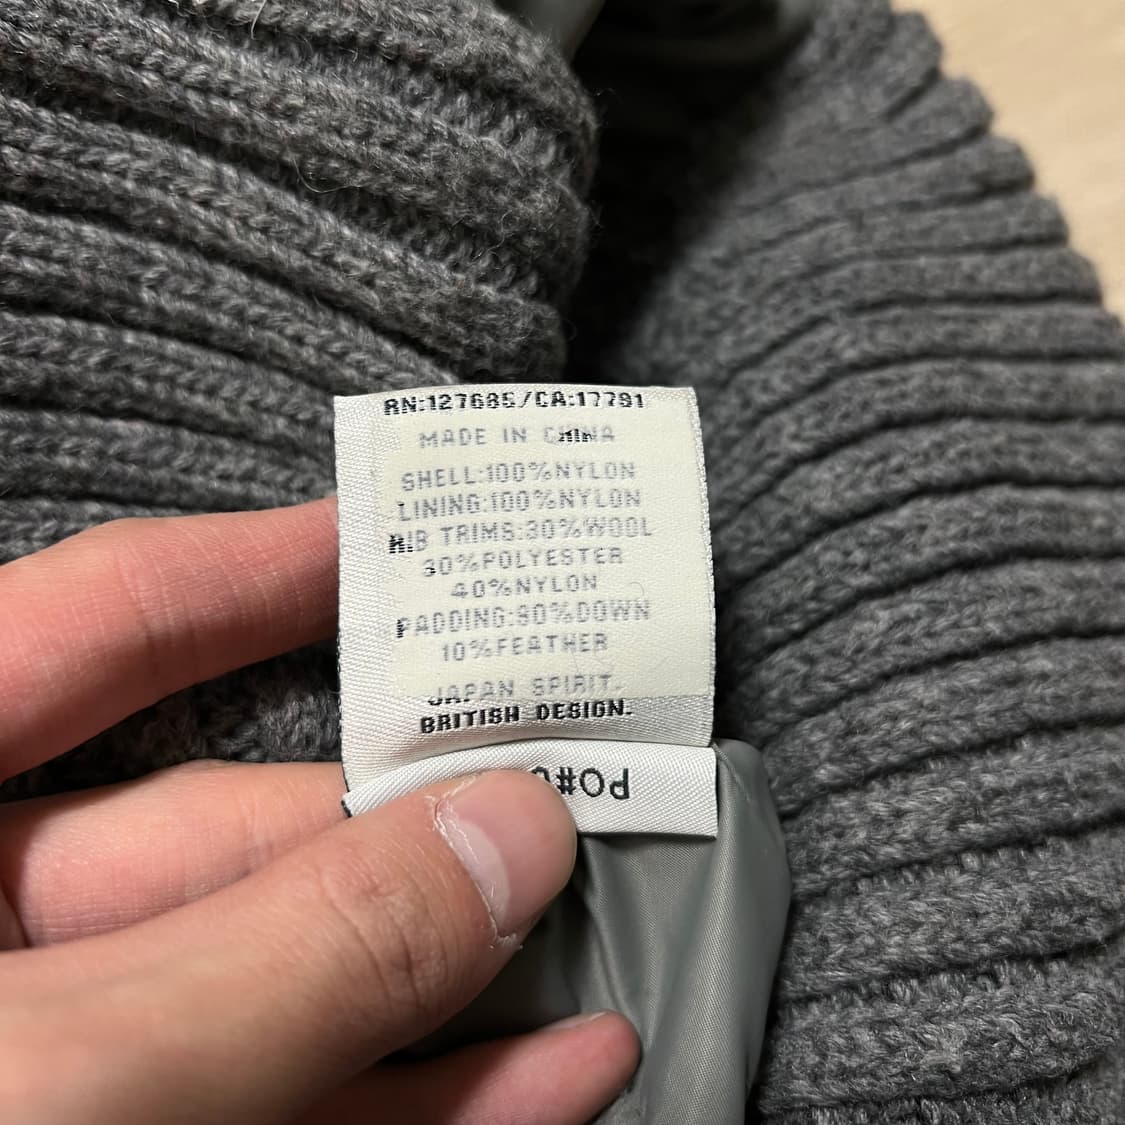 RN:127685/CA:17791
MADE IN CHINA
SHELL:100%NYLON
LINING:100%NYLON
RIB TRIMS:30%WOOL
30%POLYESTER
40%NYLON
PADDING:90%DOWN
10%FEATHER
JAPAN SPIRIT.
BRITISH DESIGN.
PO#